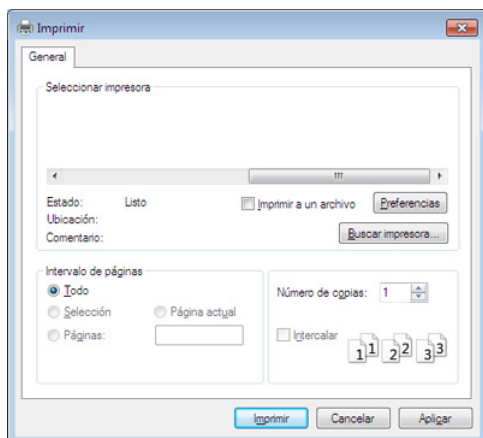 Imprimir
General
Seleccionar impresora
Estado: Listo
Imprimir a un archivo
Preferencias
Ubicación:
Comentario:
Buscar impresora...
Intervalo de páginas
Todo
Selección
Página actual
Páginas:
Número de copias: 1
Intercalar
1 1 2 2 3 3
Imprimir
Cancelar
Aplicar